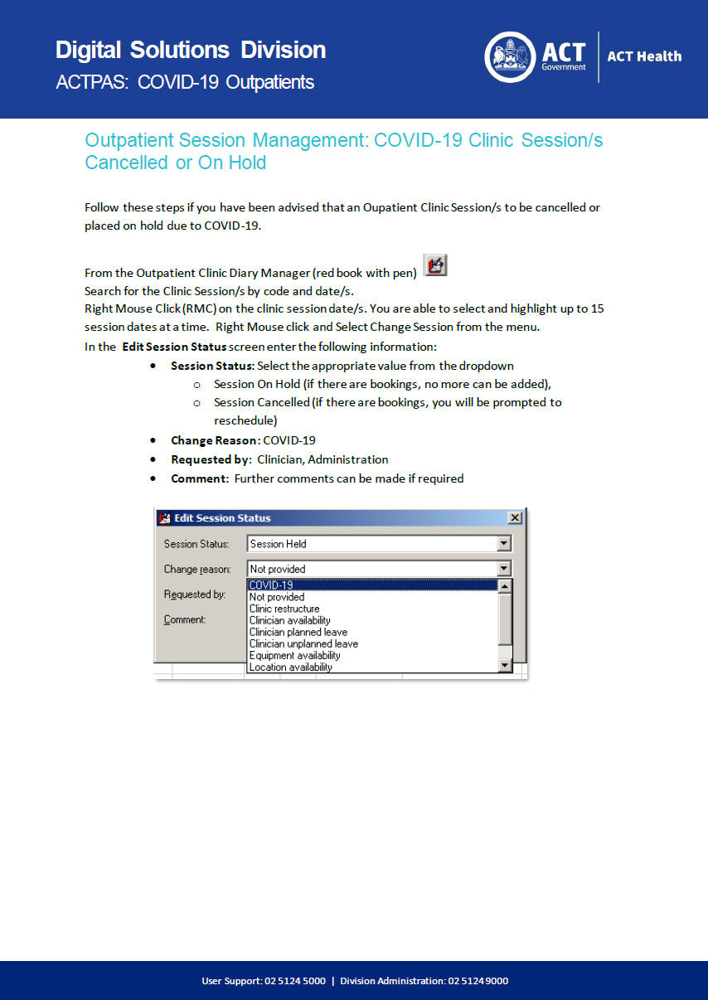 Digital Solutions Division
ACTPAS: COVID-19 Outpatients
ACT
Government
ACT Health
Outpatient Session Management: COVID-19 Clinic Session/s
Cancelled or On Hold
Follow these steps if you have been advised that an Oupatient Clinic Session/s to be cancelled or
placed on hold due to COVID-19.
From the Outpatient Clinic Diary Manager (red book with pen)
Search for the Clinic Session/s by code and date/s.
Right Mouse Click (RMC) on the clinic session date/s. You are able to select and highlight up to 15
session dates at a time. Right Mouse click and Select Change Session from the menu.
In the Edit Session Status screen enter the following information:
• Session Status: Select the appropriate value from the dropdown
o Session On Hold (if there are bookings, no more can be added),
o Session Cancelled (if there are bookings, you will be prompted to
reschedule)
• Change Reason: COVID-19
• Requested by: Clinician, Administration
• Comment: Further comments can be made if required
Edit Session Status
Session Status: Session Held
Change reason: Not provided
COVID-19
Requested by: Not provided
Clinic restructure
Comment: Clinician availability
Clinician planned leave
Clinician unplanned leave
Equipment availability
Location availability
User Support: 02 5124 5000 | Division Administration: 02 5124 9000